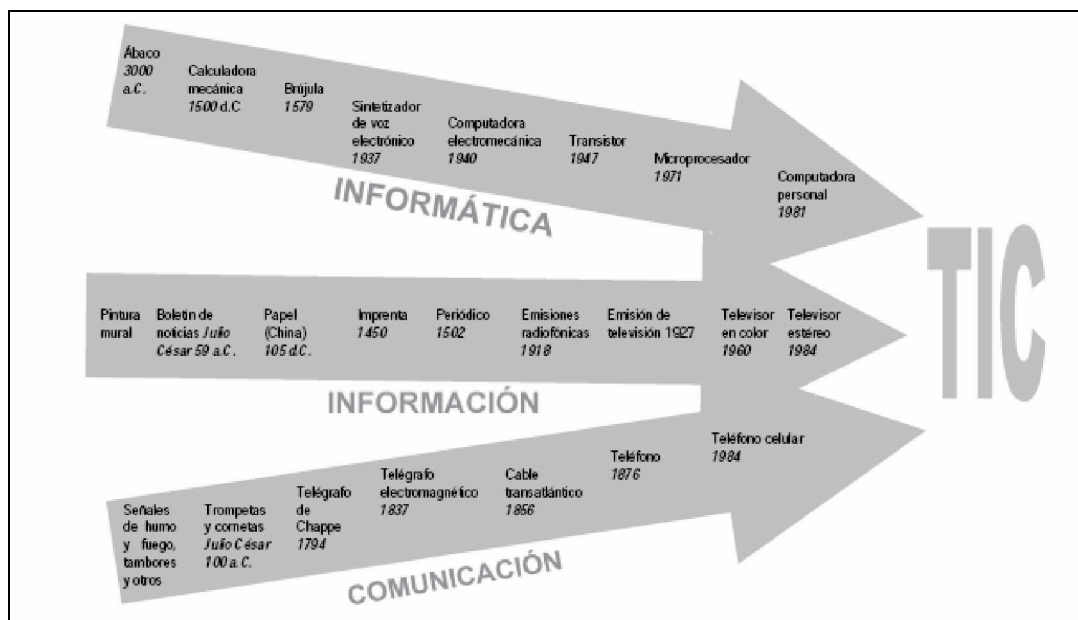 Ábaco
3000
a.C.
Calculadora
mecánica
1500 d.C
Brújula
1579
Sintetizador
de voz
electrónico
1937
Computadora
electromecánica
1940
Transistor
1947
Microprocesador
1971
Computadora
personal
1981
INFORMÁTICA
Pintura
mural
Boletin de
noticias Julio
César 59 a.C.
Papel
(China)
105 d.C.
Imprenta
1450
Periódico
1502
Emisiones
radiofónicas
1918
Emisión de
televisión 1927
Televisor
en color
1960
Televisor
estéreo
1984
INFORMACIÓN
Señales
de humo
y fuego,
tambores
y otros
Trompetas
y cornetas
Julio César
100 a.C.
Telégrafo
de
Chappe
1794
Telégrafo
electromagnético
1837
Cable
transatlántico
1856
Teléfono
1876
Teléfono celular
1984
COMUNICACIÓN
TIC